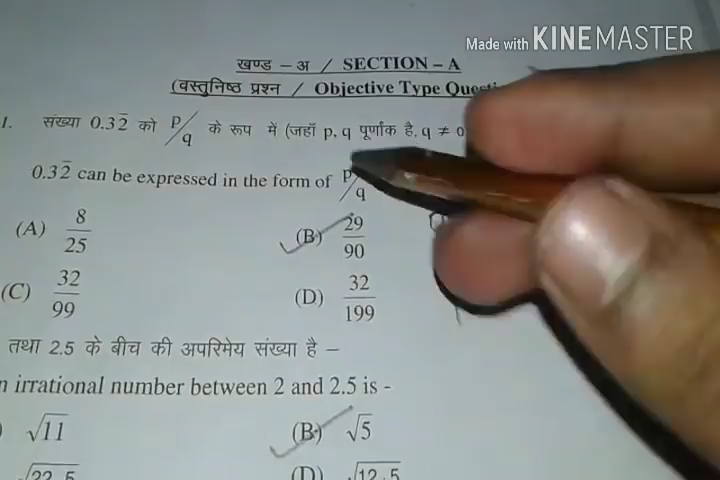 Made with KINEMASTER
खण्ड – अ / SECTION – A
(वस्तुनिष्ठ प्रश्न / Objective Type
1. संख्या 0.32̅ को p/q के रूप में (जहाँ p, q पूर्णांक है, q ≠ 0
0.32̅ can be expressed in the form of p/q
(A) 8/25 (B) 29/90
(C) 32/99 (D) 32/199
तथा 2.5 के बीच की अपरिमेय संख्या है –
irrational number between 2 and 2.5 is -
√11 (B) √5
√22.5 (D) √12.5